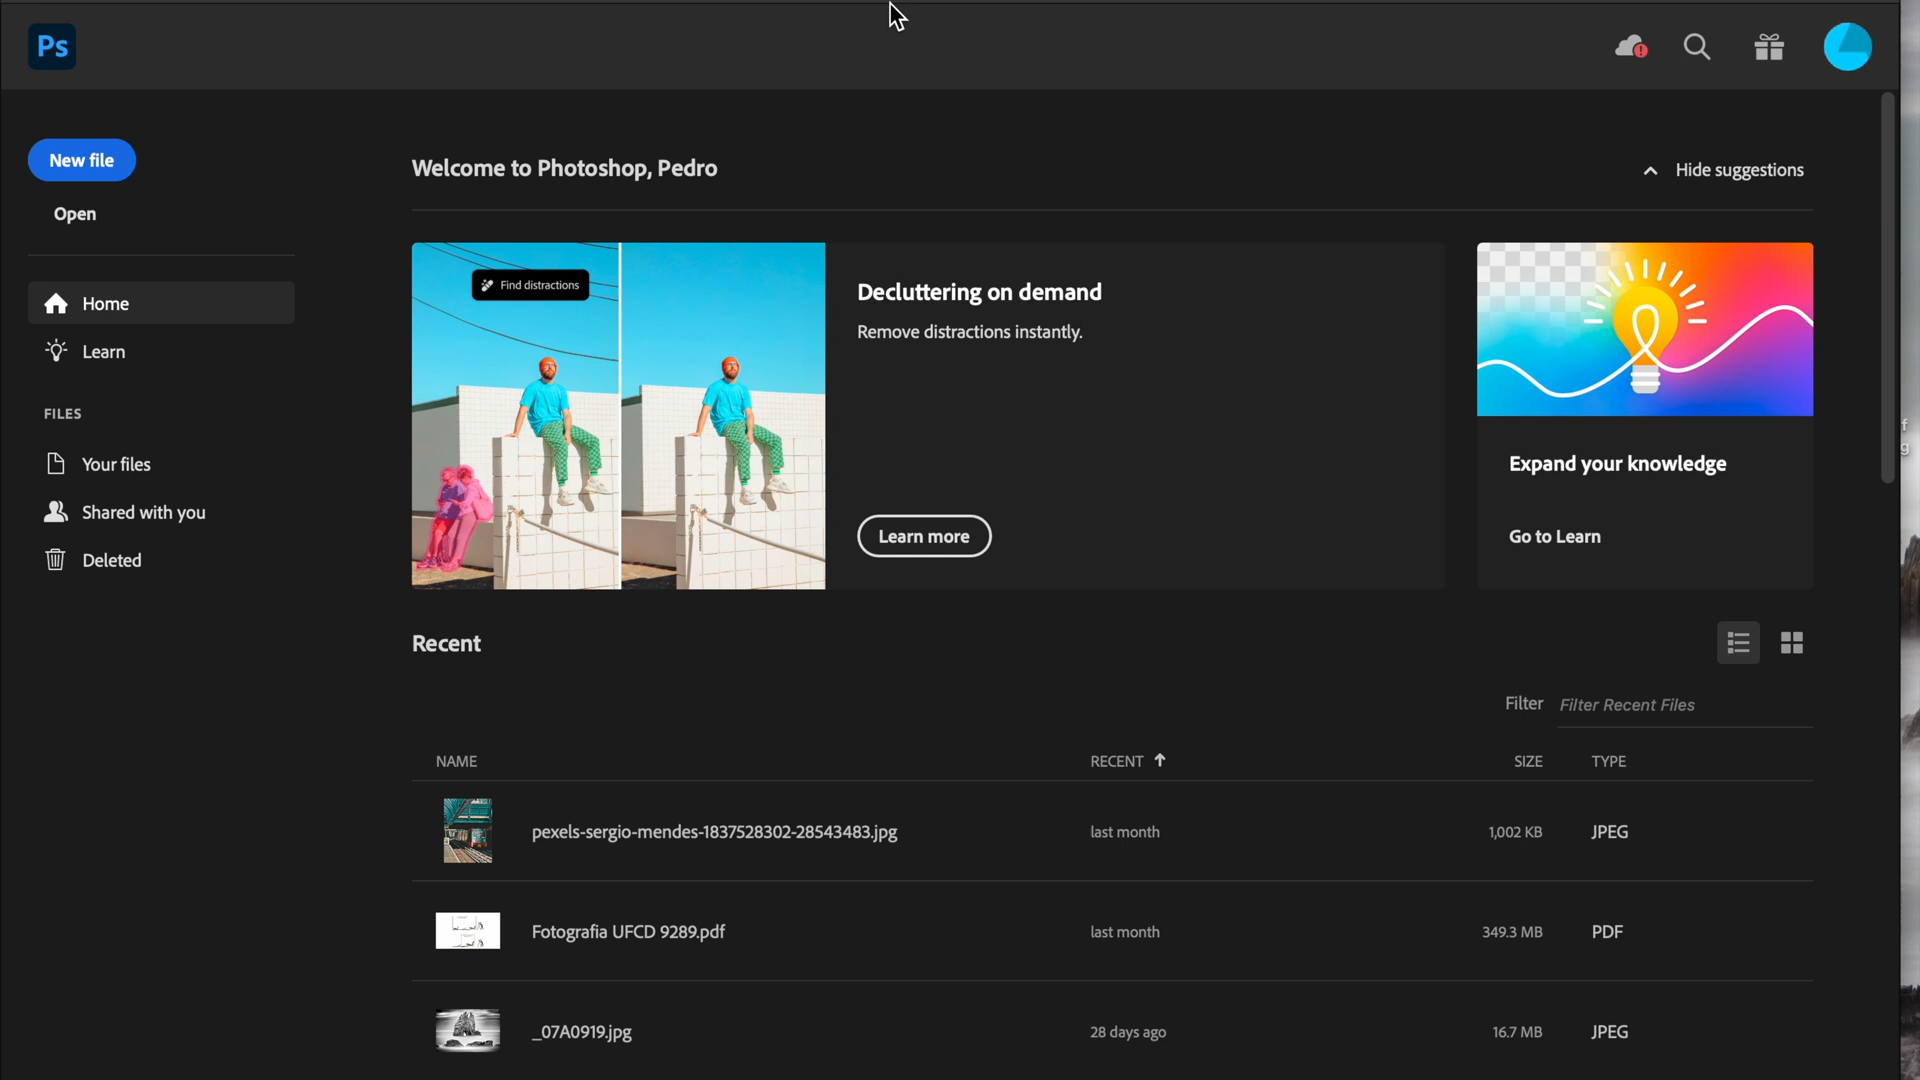 Ps
New file
Open
Home
Learn
FILES
Your files
Shared with you
Deleted
Welcome to Photoshop, Pedro
Hide suggestions
Find distractions
Decluttering on demand
Remove distractions instantly.
Learn more
Expand your knowledge
Go to Learn
Recent
Filter Filter Recent Files
NAME RECENT SIZE TYPE
pexels-sergio-mendes-1837528302-28543483.jpg last month 1,002 KB JPEG
Fotografia UFCD 9289.pdf last month 349.3 MB PDF
_07A0919.jpg 28 days ago 16.7 MB JPEG
f
g